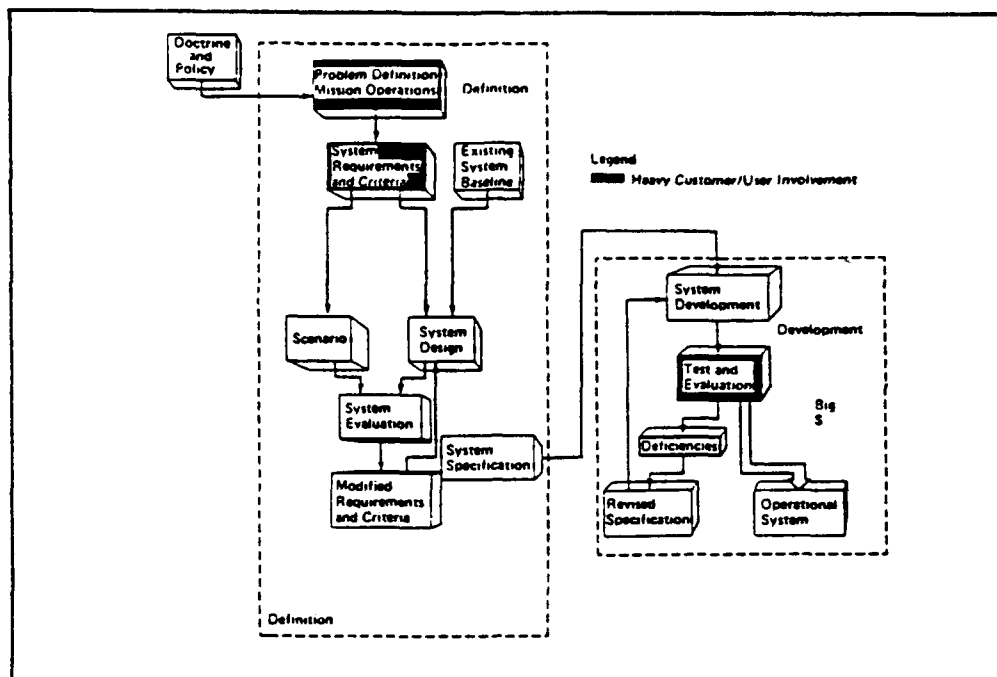 Doctrine
and
Policy
Problem Definition
Mission Operations
Definition
System
Requirements
and Criteria
Existing
System
Baseline
Legend
Heavy Customer/User Involvement
System
Development
Scenario
System
Design
Development
Test and
Evaluation
System
Evaluation
Big
$
Deficiencies
System
Specification
Modified
Requirements
and Criteria
Revised
Specification
Operational
System
Definition